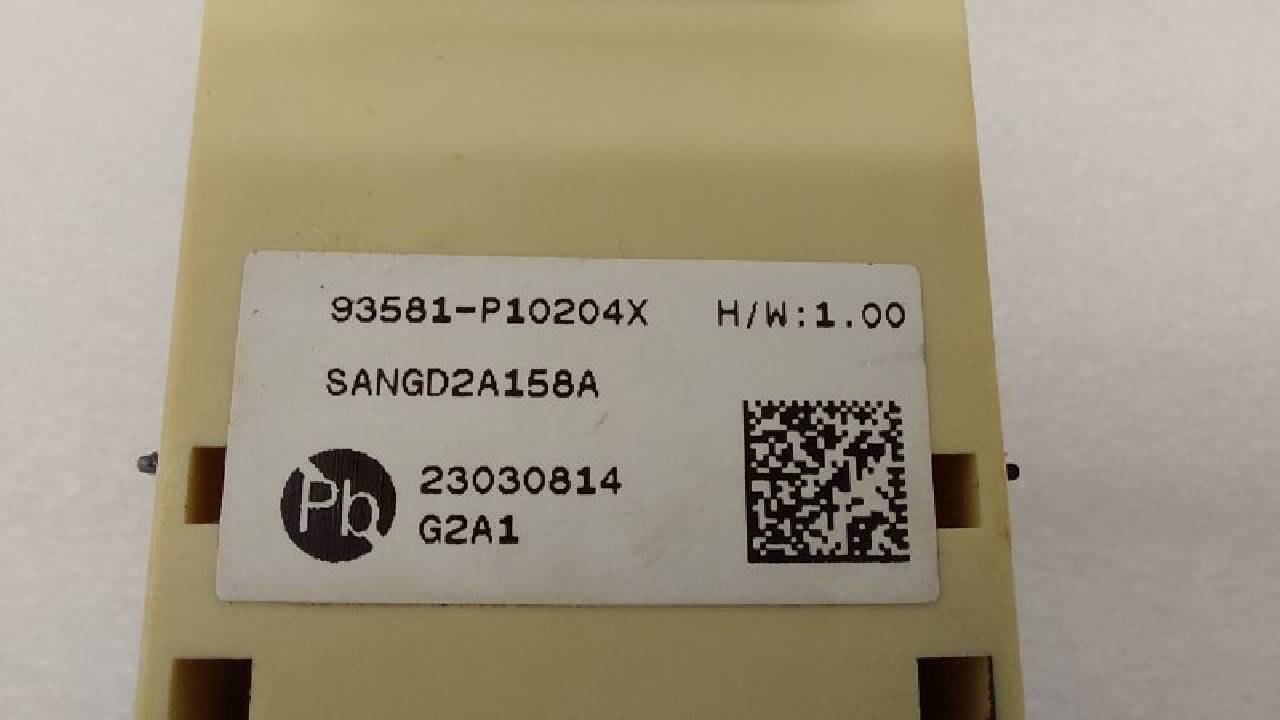 93581-P10204X H/W:1.00
SANGD2A158A
Pb 23030814
G2A1